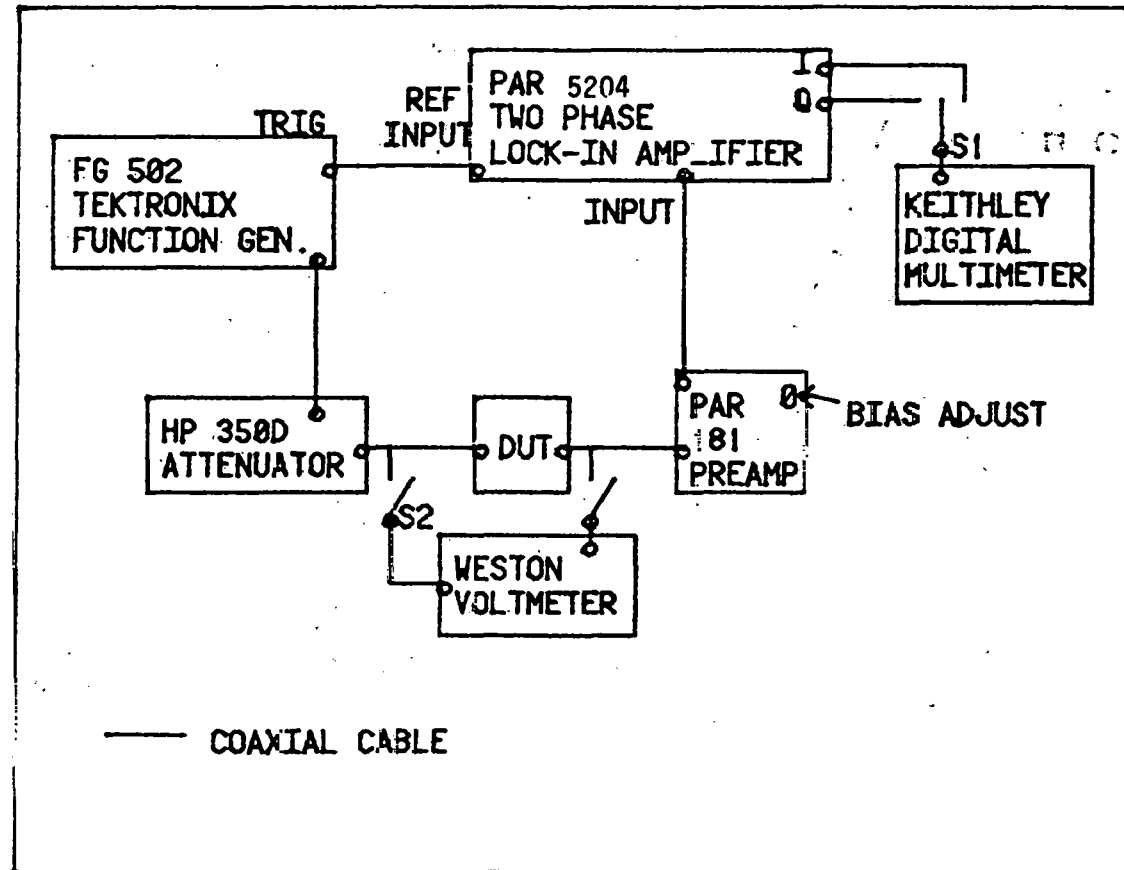 PAR 5204
TWO PHASE
LOCK-IN AMP_IFIER
I
Q
REF
INPUT
TRIG
FG 502
TEKTRONIX
FUNCTION GEN.
INPUT
S1
KEITHLEY
DIGITAL
MULTIMETER
HP 350D
ATTENUATOR
DUT
PAR
181
PREAMP
0
BIAS ADJUST
S2
WESTON
VOLTMETER
COAXIAL CABLE